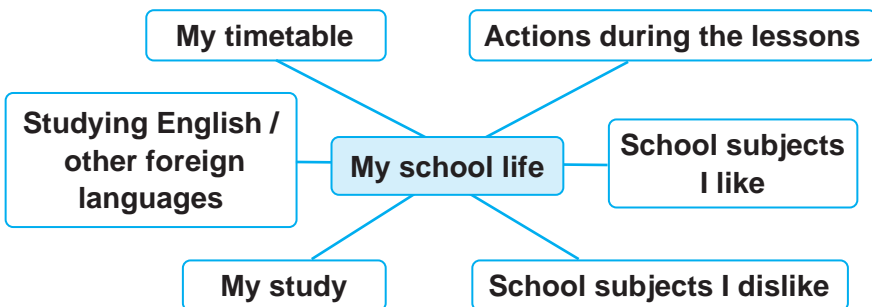 My timetable
Actions during the lessons
Studying English /
other foreign
languages
My school life
School subjects
I like
My study
School subjects I dislike